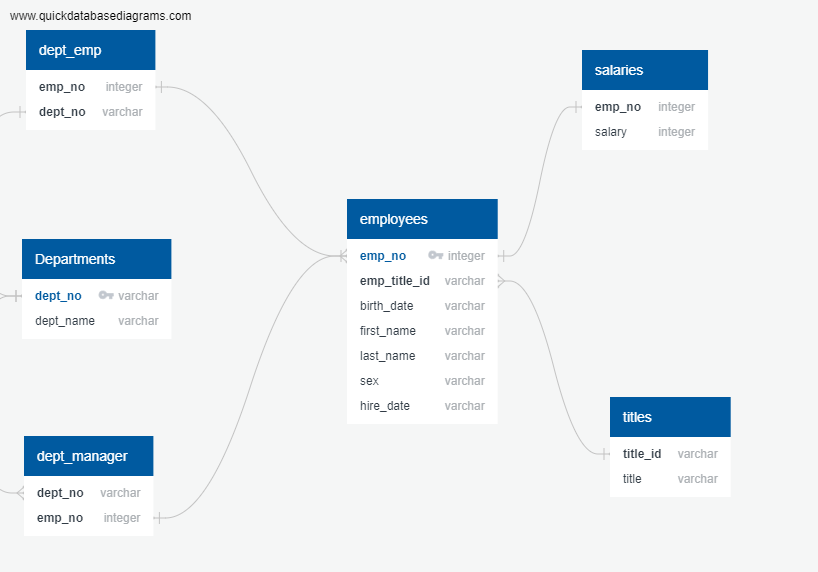 www.quickdatabasediagrams.com
dept_emp
emp_no integer
dept_no varchar
salaries
emp_no integer
salary integer
employees
emp_no integer
emp_title_id varchar
birth_date varchar
first_name varchar
last_name varchar
sex varchar
hire_date varchar
Departments
dept_no varchar
dept_name varchar
titles
title_id varchar
title varchar
dept_manager
dept_no varchar
emp_no integer